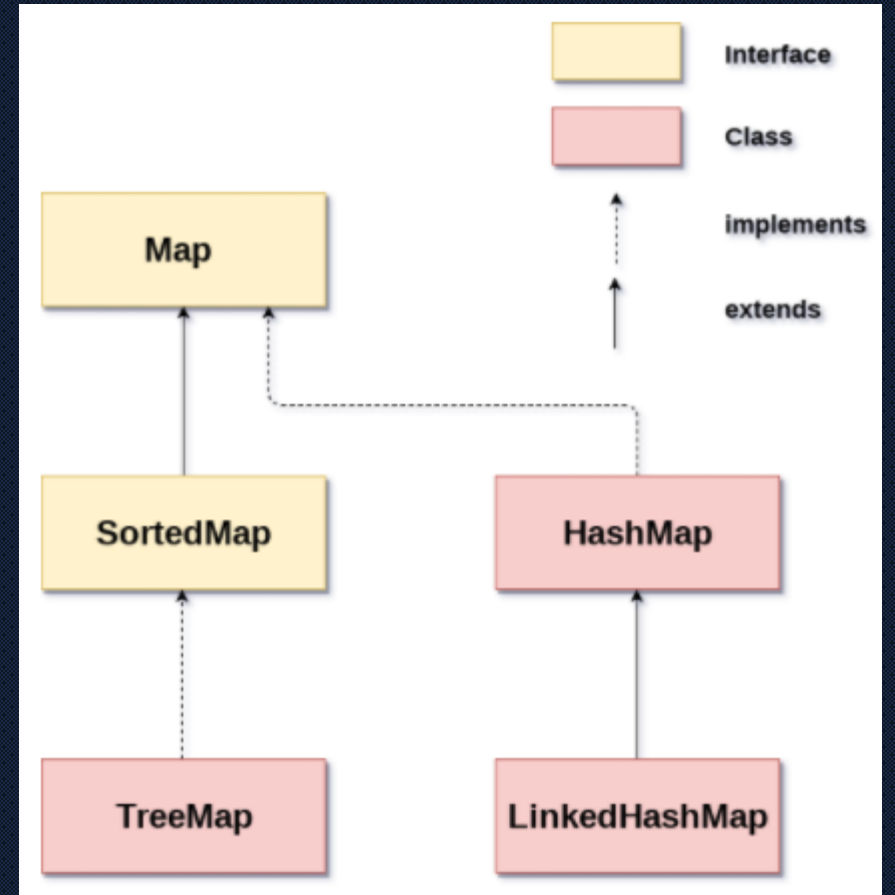 Interface
Class
implements
extends
Map
SortedMap
HashMap
TreeMap
LinkedHashMap